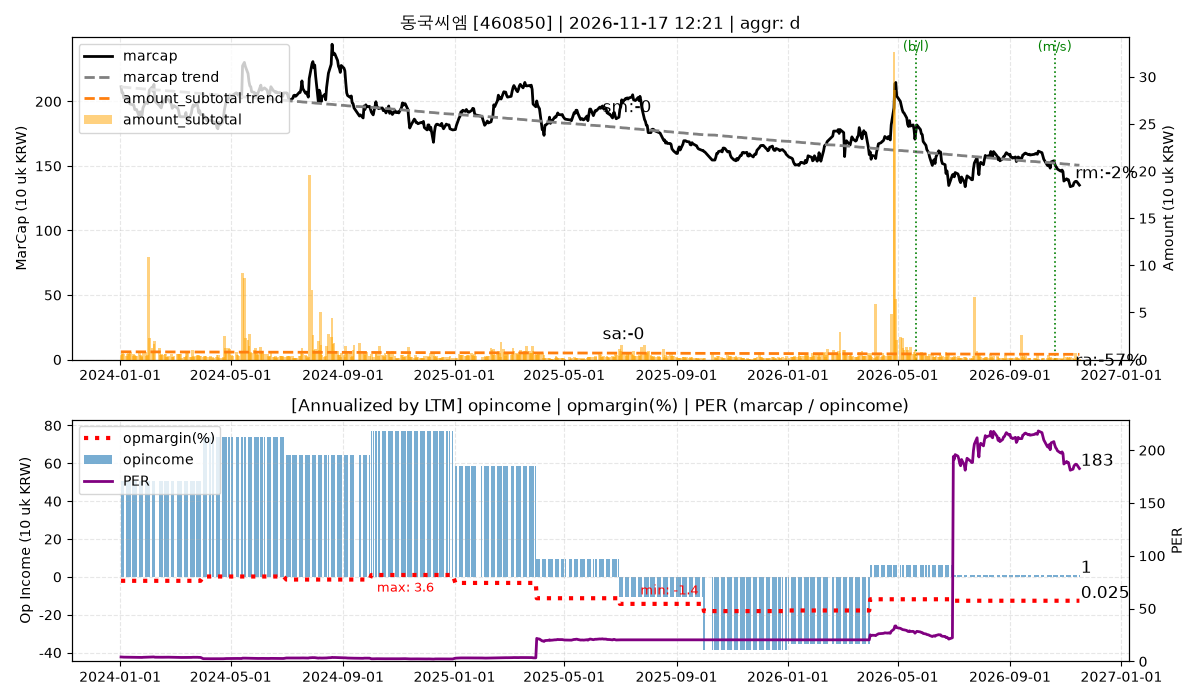 동국씨엠 [460850] | 2026-11-17 12:21 | aggr: d
marcap
marcap trend
amount_subtotal trend
amount_subtotal
(b/l)
(m/s)
sm:-0
rm:-2%
sa:-0
ra:-57%
MarCap (10 uk KRW)
200
150
100
50
0
Amount (10 uk KRW)
30
25
20
15
10
5
0
2024-01-01
2024-05-01
2024-09-01
2025-01-01
2025-05-01
2025-09-01
2026-01-01
2026-05-01
2026-09-01
2027-01-01
[Annualized by LTM] opincome | opmargin(%) | PER (marcap / opincome)
opmargin(%)
opincome
PER
max: 3.6
min: -1.4
183
1
0.025
Op Income (10 uk KRW)
80
60
40
20
0
-20
-40
PER
200
150
100
50
0
2024-01-01
2024-05-01
2024-09-01
2025-01-01
2025-05-01
2025-09-01
2026-01-01
2026-05-01
2026-09-01
2027-01-01